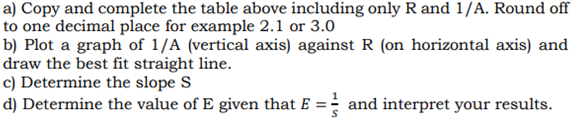 a) Copy and complete the table above including only R and 1/A. Round off
to one decimal place for example 2.1 or 3.0
b) Plot a graph of 1/A (vertical axis) against R (on horizontal axis) and
draw the best fit straight line.
c) Determine the slope S
d) Determine the value of E given that E = 1/S and interpret your results.